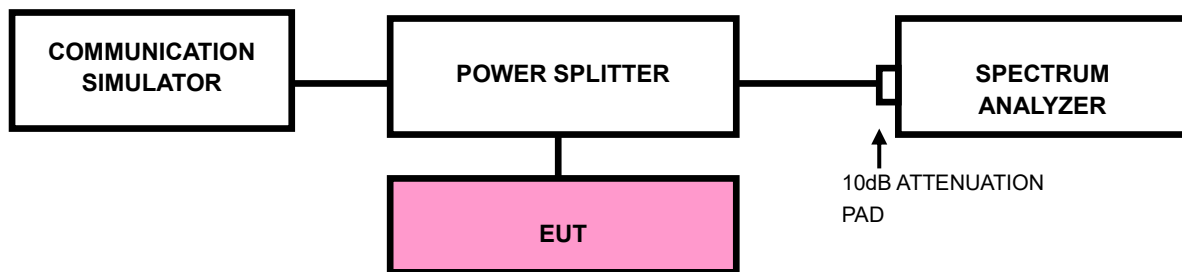 COMMUNICATION
SIMULATOR
POWER SPLITTER
SPECTRUM
ANALYZER
10dB ATTENUATION
PAD
EUT